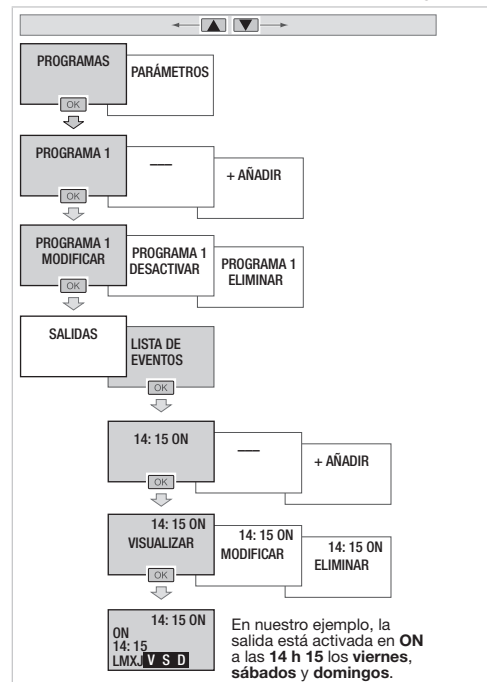 PROGRAMAS
PARÁMETROS
OK
PROGRAMA 1
—
+ AÑADIR
OK
PROGRAMA 1
MODIFICAR
PROGRAMA 1
DESACTIVAR
PROGRAMA 1
ELIMINAR
OK
SALIDAS
LISTA DE
EVENTOS
OK
14: 15 ON
—
+ AÑADIR
OK
14: 15 ON
VISUALIZAR
14: 15 ON
MODIFICAR
14: 15 ON
ELIMINAR
OK
14: 15 ON
ON
14: 15
LMXJ V S D
En nuestro ejemplo, la
salida está activada en ON
a las 14 h 15 los viernes,
sábados y domingos.